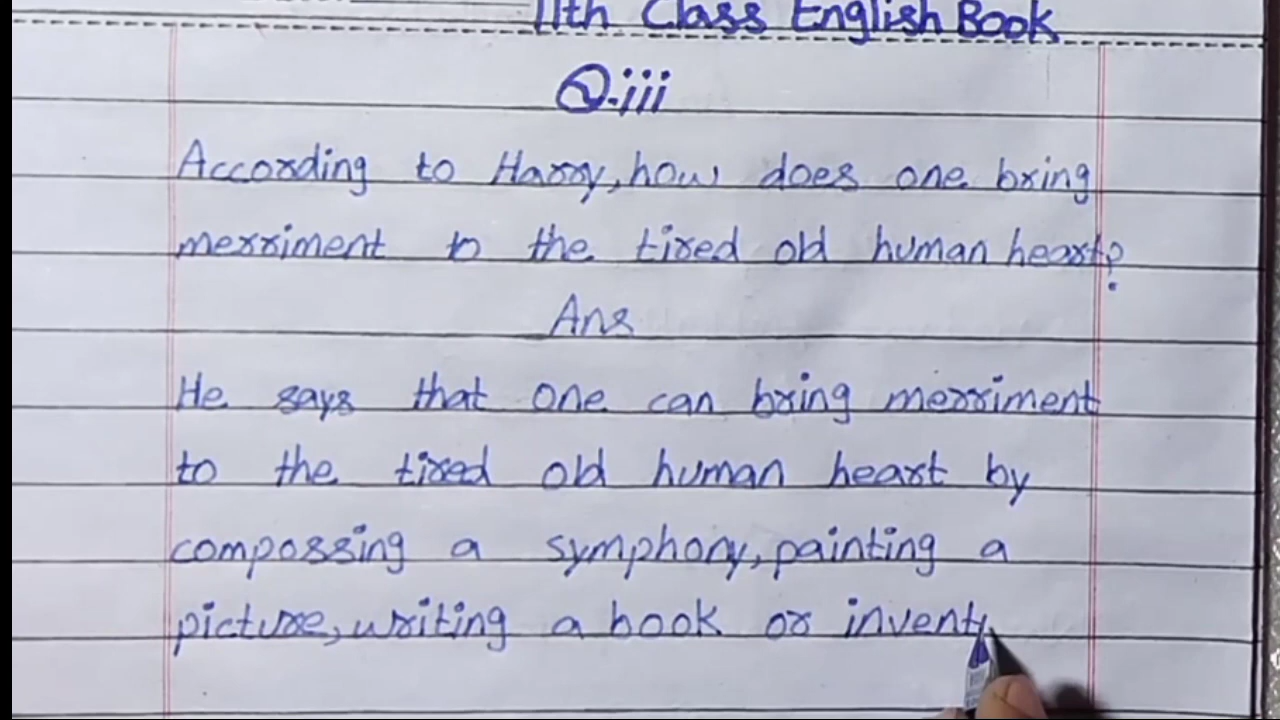 11th Class English Book
Q.iii
According to Harry, how does one bring
merriment to the tired old human heart?
Ans
He says that one can bring merriment
to the tired old human heart by
compossing a symphony, painting a
picture, writing a book or invent